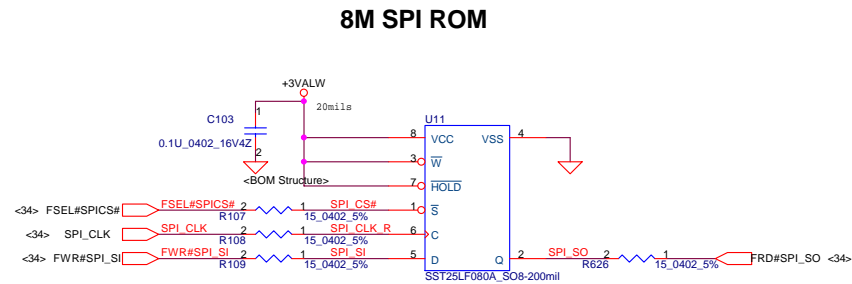 8M SPI ROM
+3VALW
1
20mils
C103
U11
0.1U_0402_16V4Z
2
<BOM Structure>
8 VCC VSS 4
3 W
7 HOLD
<34> FSEL#SPICS# FSEL#SPICS# 2 1 SPI_CS# 1 S
R107 15_0402_5%
<34> SPI_CLK SPI_CLK 2 1 SPI_CLK_R 6 C
R108 15_0402_5%
<34> FWR#SPI_SI FWR#SPI_SI 2 1 SPI_SI 5 D Q 2 SPI_SO 2 1 FRD#SPI_SO <34>
R109 15_0402_5% R626 15_0402_5%
SST25LF080A_SO8-200mil